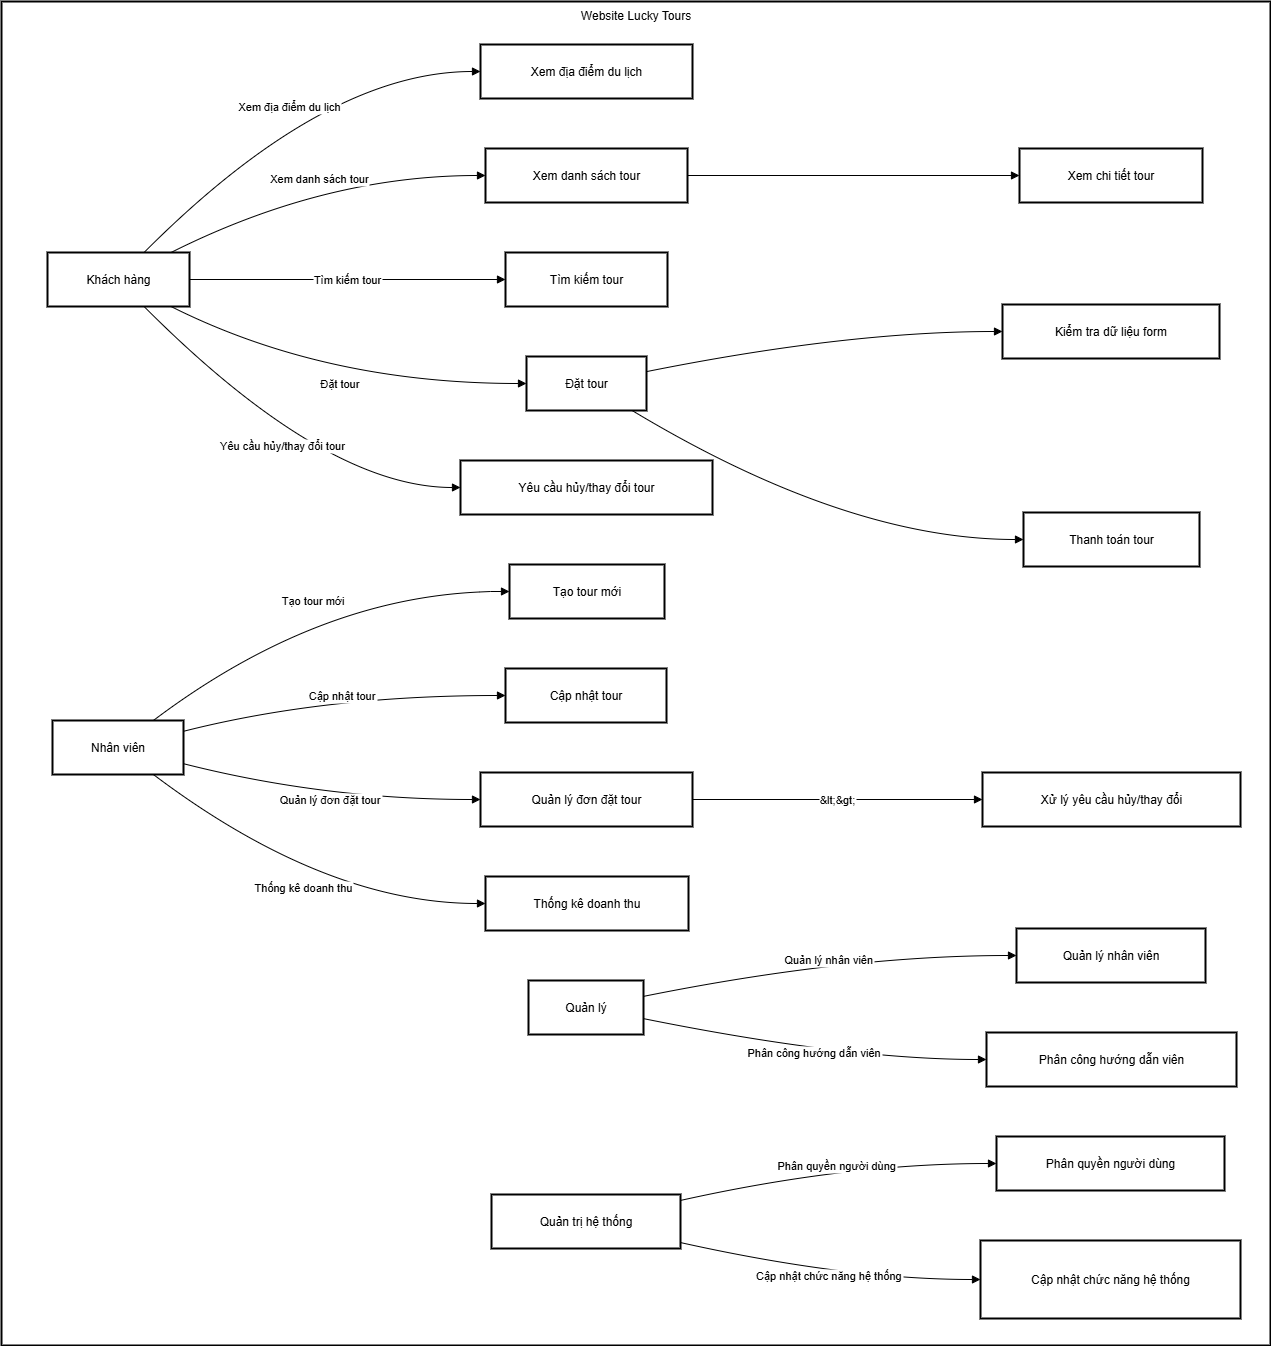 Website Lucky Tours
Xem địa điểm du lịch
Xem địa điểm du lịch
Xem danh sách tour
Xem danh sách tour
Xem chi tiết tour
Khách hàng
Tìm kiếm tour
Tìm kiếm tour
Kiểm tra dữ liệu form
Đặt tour
Đặt tour
Yêu cầu hủy/thay đổi tour
Yêu cầu hủy/thay đổi tour
Thanh toán tour
Tạo tour mới
Tạo tour mới
Cập nhật tour
Cập nhật tour
Nhân viên
Quản lý đơn đặt tour
Quản lý đơn đặt tour
&lt;&gt;
Xử lý yêu cầu hủy/thay đổi
Thống kê doanh thu
Thống kê doanh thu
Quản lý nhân viên
Quản lý nhân viên
Quản lý
Phân công hướng dẫn viên
Phân công hướng dẫn viên
Phân quyền người dùng
Phân quyền người dùng
Quản trị hệ thống
Cập nhật chức năng hệ thống
Cập nhật chức năng hệ thống